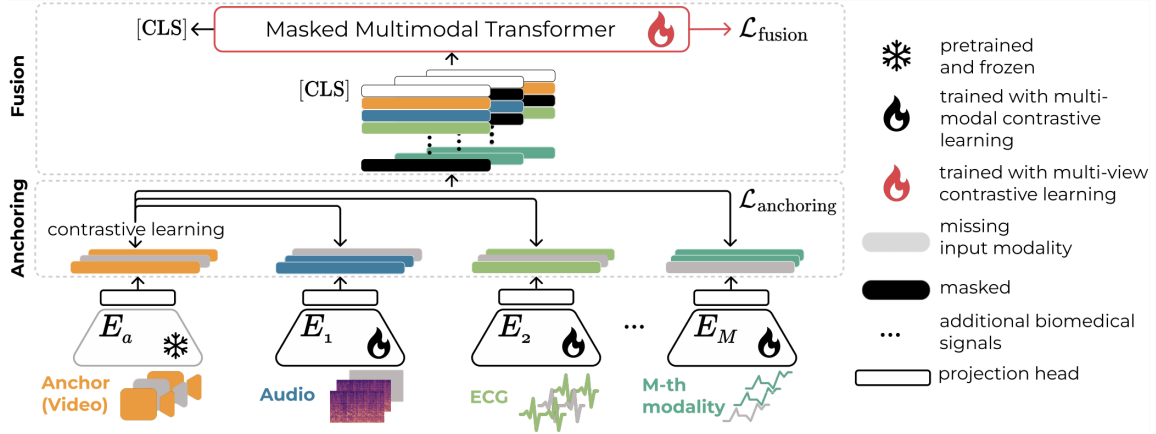 [CLS]
Masked Multimodal Transformer
ℒfusion
[CLS]
Fusion
Anchoring
contrastive learning
ℒanchoring
Ea
E1
E2
...
EM
Anchor
(Video)
Audio
ECG
M-th
modality
pretrained
and frozen
trained with multi-
modal contrastive
learning
trained with multi-view
contrastive learning
missing
input modality
masked
...
additional biomedical
signals
projection head